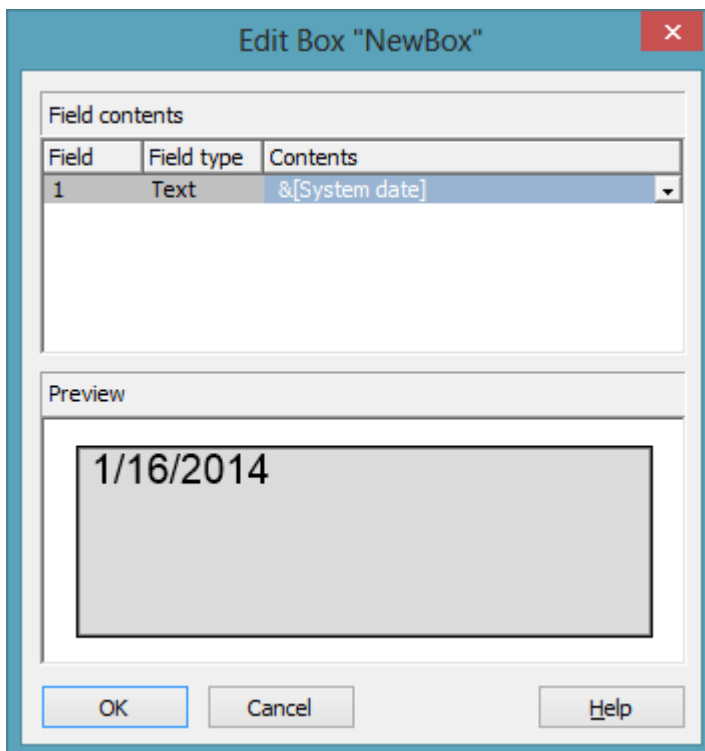 Edit Box "NewBox"
Field contents
Field Field type Contents
1 Text &[System date]
Preview
1/16/2014
OK Cancel Help